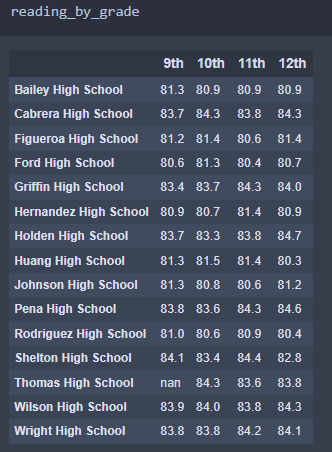 reading_by_grade
9th 10th 11th 12th
Bailey High School 81.3 80.9 80.9 80.9
Cabrera High School 83.7 84.3 83.8 84.3
Figueroa High School 81.2 81.4 80.6 81.4
Ford High School 80.6 81.3 80.4 80.7
Griffin High School 83.4 83.7 84.3 84.0
Hernandez High School 80.9 80.7 81.4 80.9
Holden High School 83.7 83.3 83.8 84.7
Huang High School 81.3 81.5 81.4 80.3
Johnson High School 81.3 80.8 80.6 81.2
Pena High School 83.8 83.6 84.3 84.6
Rodriguez High School 81.0 80.6 80.9 80.4
Shelton High School 84.1 83.4 84.4 82.8
Thomas High School nan 84.3 83.6 83.8
Wilson High School 83.9 84.0 83.8 84.3
Wright High School 83.8 83.8 84.2 84.1